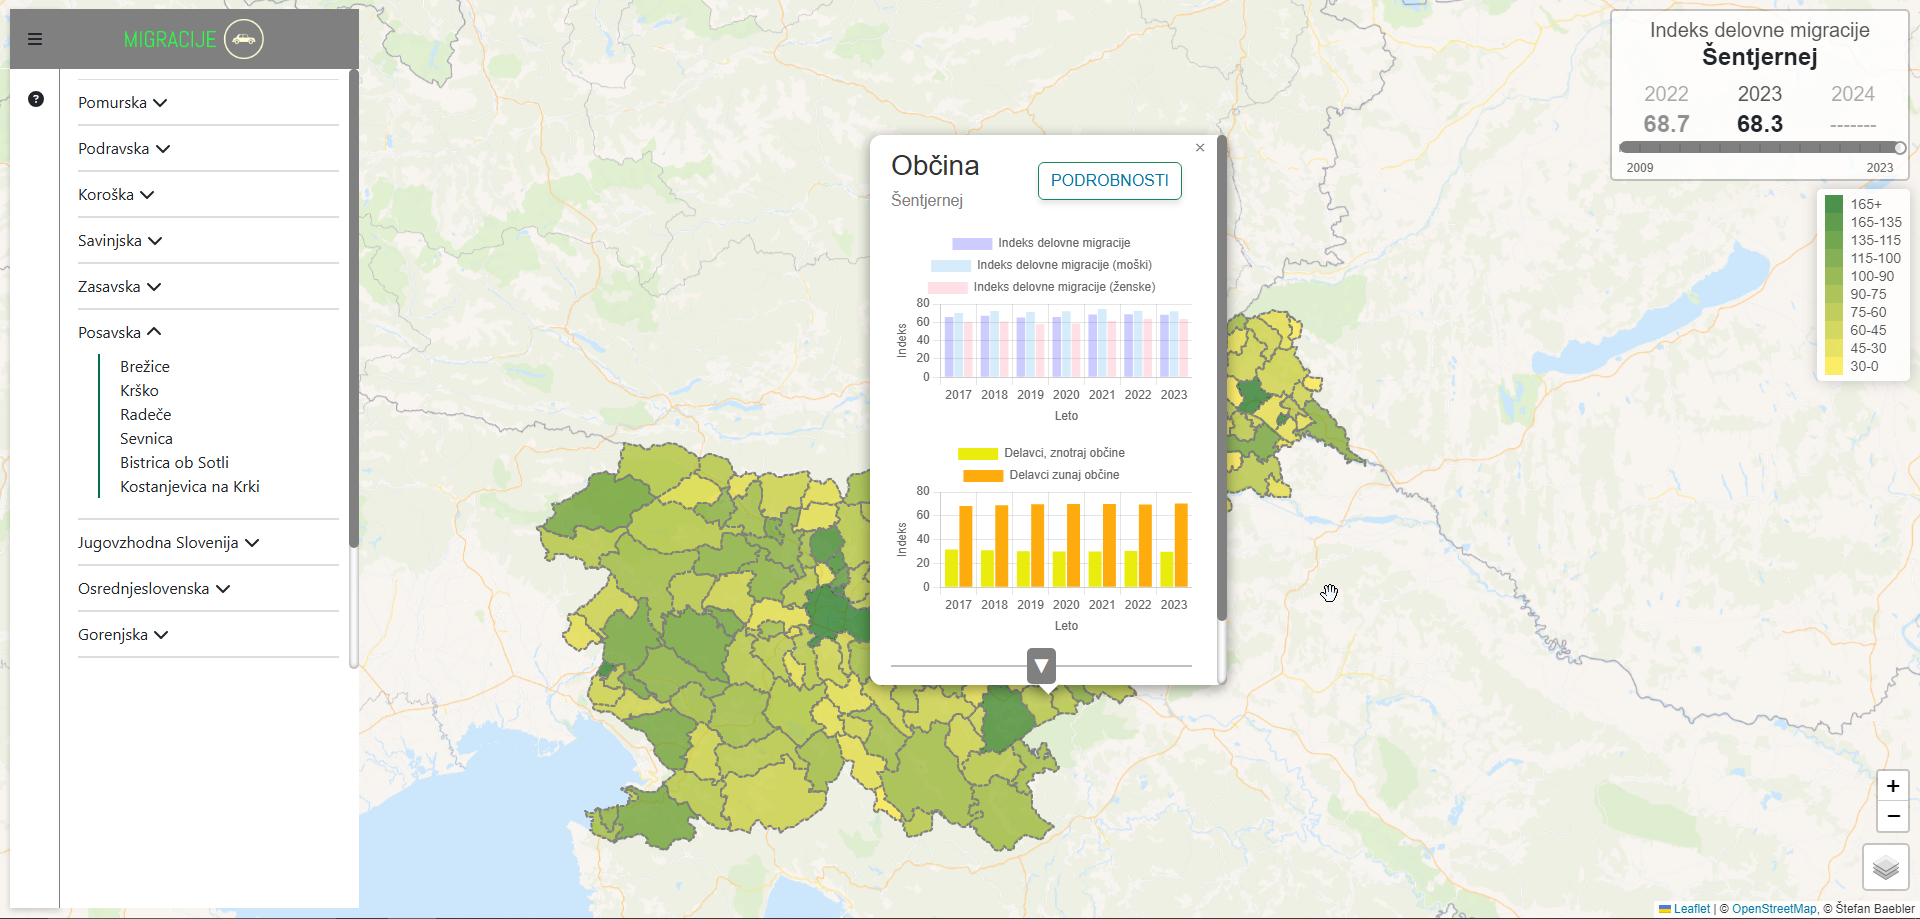 MIGRACIJE
Pomurska
Podravska
Koroška
Savinjska
Zasavska
Posavska
Brežice
Krško
Radeče
Sevnica
Bistrica ob Sotli
Kostanjevica na Krki
Jugovzhodna Slovenija
Osrednjeslovenska
Gorenjska
×
Občina
PODROBNOSTI
Šentjernej
Indeks delovne migracije
Indeks delovne migracije (moški)
Indeks delovne migracije (ženske)
80
60
40
20
0
Indeks
2017 2018 2019 2020 2021 2022 2023
Leto
Delavci, znotraj občine
Delavci zunaj občine
80
60
40
20
0
Indeks
2017 2018 2019 2020 2021 2022 2023
Leto
▼
Indeks delovne migracije
Šentjernej
2022 2023 2024
68.7 68.3 -------
2009 2023
165+
165-135
135-115
115-100
100-90
90-75
75-60
60-45
45-30
30-0
+
−
Leaflet | © OpenStreetMap, © Štefan Baebler